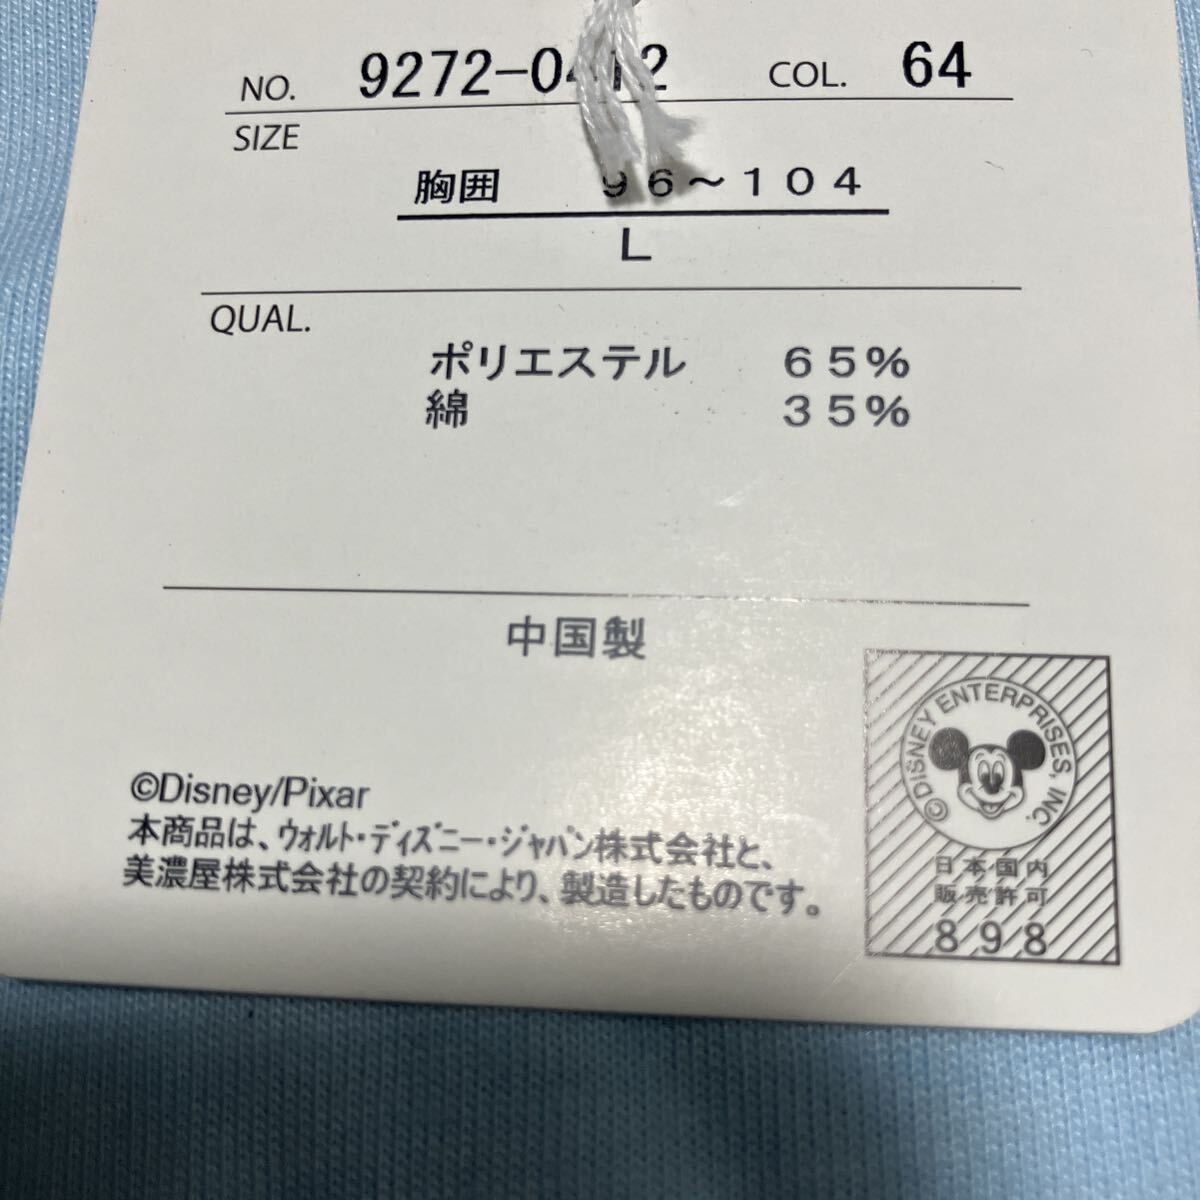 NO. 9272-0412 COL. 64
SIZE
胸囲 96～104
L
QUAL.
ポリエステル 65%
綿 35%
中国製
©Disney/Pixar
本商品は、ウォルト・ディズニー・ジャパン株式会社と、
美濃屋株式会社の契約により、製造したものです。
©DISNEY ENTERPRISES, INC.
日本国内
販売許可
898